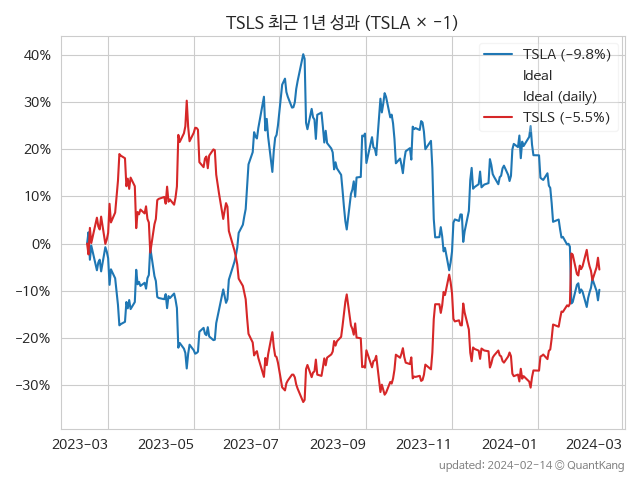 TSLS 최근 1년 성과 (TSLA × −1)
TSLA (−9.8%)
Ideal
Ideal (daily)
TSLS (−5.5%)
40%
30%
20%
10%
0%
−10%
−20%
−30%
2023-03 2023-05 2023-07 2023-09 2023-11 2024-01 2024-03
updated: 2024-02-14 © QuantKang